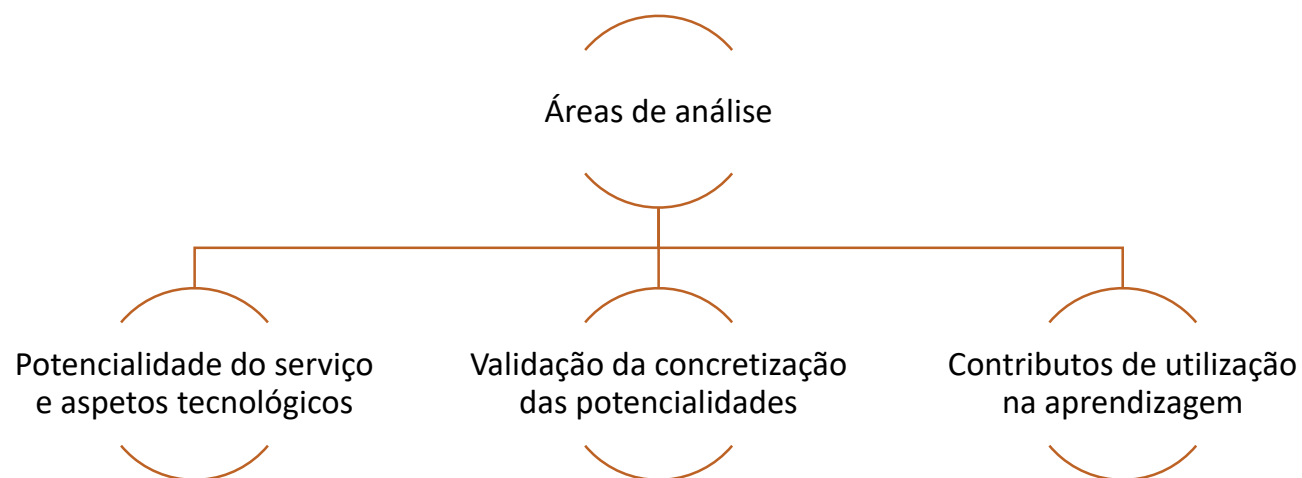 Áreas de análise
Potencialidade do serviço
e aspetos tecnológicos
Validação da concretização
das potencialidades
Contributos de utilização
na aprendizagem